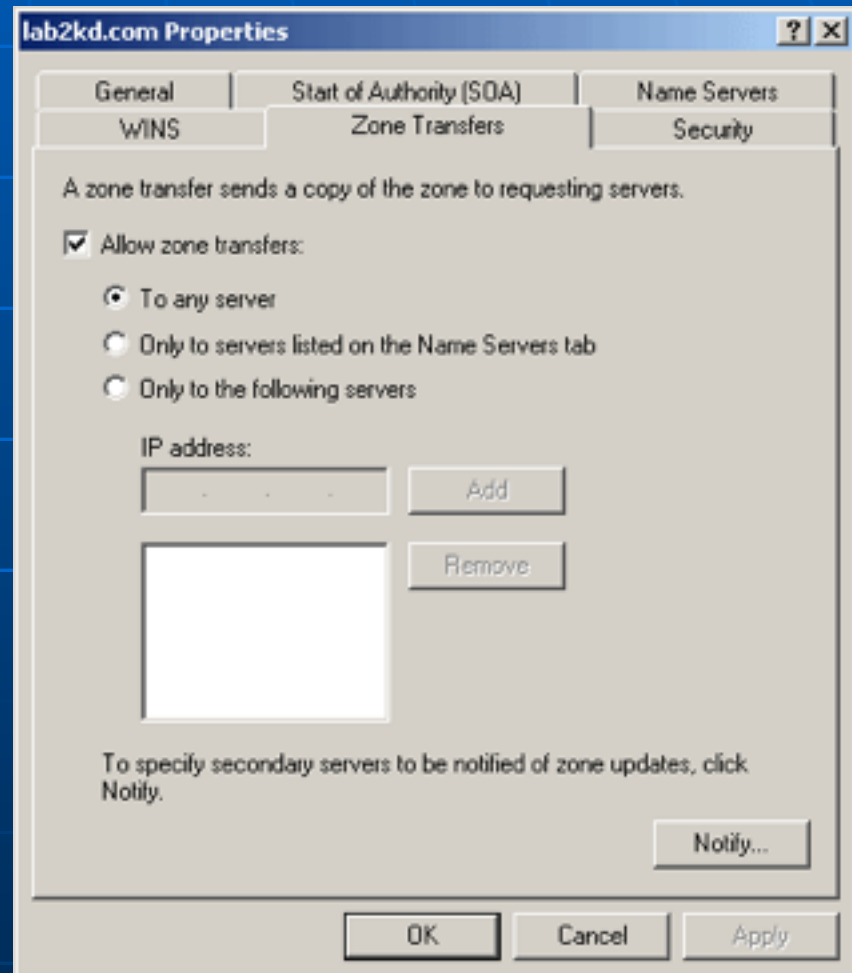 lab2kd.com Properties
General Start of Authority (SOA) Name Servers
WINS Zone Transfers Security
A zone transfer sends a copy of the zone to requesting servers.
Allow zone transfers:
To any server
Only to servers listed on the Name Servers tab
Only to the following servers
IP address:
Add
Remove
To specify secondary servers to be notified of zone updates, click
Notify.
Notify...
OK Cancel Apply